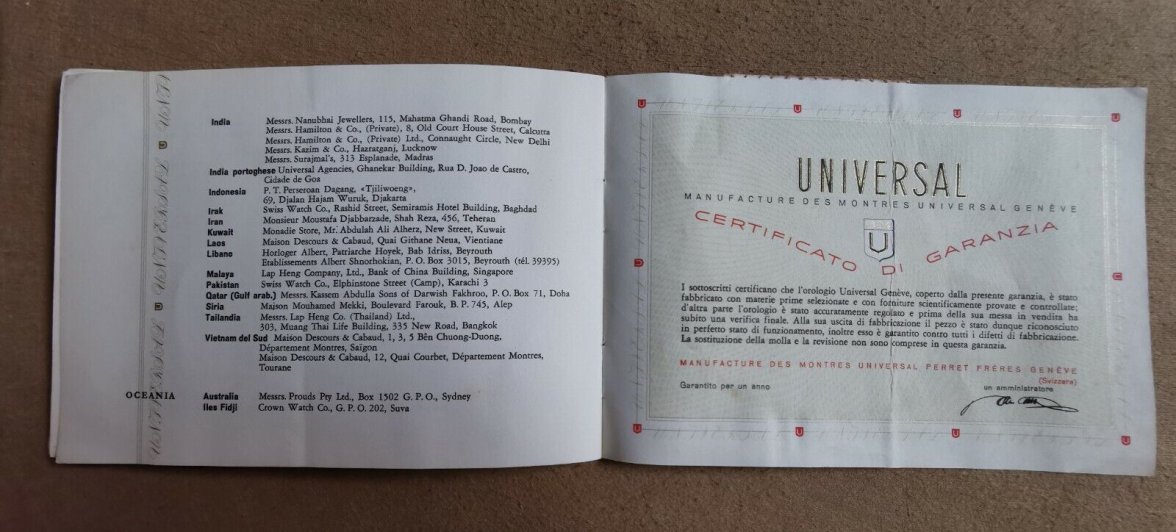 India Messrs. Nanubhai Jewellers, 115, Mahatma Ghandi Road, Bombay
Messrs. Hamilton & Co., (Private), 8, Old Court House Street, Calcutta
Messrs. Hamilton & Co., (Private) Ltd., Connaught Circle, New Delhi
Messrs. Kazim & Co., Hazratganj, Lucknow
Messrs. Surajmal's, 313 Esplanade, Madras
India portoghese Universal Agencies, Ghanekar Building, Rua D. Joao de Castro,
Cidade de Goa
Indonesia P. T. Perseroan Dagang, «Tjiliwoeng»,
69, Djalan Hajam Wuruk, Djakarta
Irak Swiss Watch Co., Rashid Street, Semiramis Hotel Building, Baghdad
Iran Monsieur Moustafa Djabbarzade, Shah Reza, 456, Teheran
Kuwait Monadie Store, Mr. Abdulah Ali Alherz, New Street, Kuwait
Laos Maison Descours & Cabaud, Quai Githane Neua, Vientiane
Libano Horloger Albert, Patriarche Hoyek, Bab Idriss, Beyrouth
Etablissements Albert Shnorhokian, P. O. Box 3015, Beyrouth (tél. 39395)
Malaya Lap Heng Company, Ltd., Bank of China Building, Singapore
Pakistan Swiss Watch Co., Elphinstone Street (Camp), Karachi 3
Qatar (Gulf arab.) Messrs. Kassem Abdulla Sons of Darwish Fakhroo, P. O. Box 71, Doha
Siria Maison Mouhamed Mekki, Boulevard Farouk, B. P. 745, Alep
Tailandia Messrs. Lap Heng Co. (Thailand) Ltd.,
303, Muang Thai Life Building, 335 New Road, Bangkok
Vietnam del Sud Maison Descours & Cabaud, 1, 3, 5 Bên Chuong-Duong,
Département Montres, Saïgon
Maison Descours & Cabaud, 12, Quai Courbet, Département Montres,
Tourane
OCEANIA Australia Messrs. Prouds Pty Ltd., Box 1502 G. P. O., Sydney
Iles Fidji Crown Watch Co., G. P. O. 202, Suva
UNIVERSAL
MANUFACTURE DES MONTRES UNIVERSAL GENÈVE
CERTIFICATO DI GARANZIA
U
I sottoscritti certificano che l'orologio Universal Genève, coperto dalla presente garanzia, è stato
fabbricato con materie prime selezionate e con forniture scientificamente provate e controllate;
d'altra parte l'orologio è stato accuratamente regolato e prima della sua messa in vendita ha
subito una verifica finale. Alla sua uscita di fabbricazione il pezzo è stato dunque riconosciuto
in perfetto stato di funzionamento, inoltre esso è garantito contro tutti i difetti di fabbricazione.
La sostituzione della molla e la revisione non sono comprese in questa garanzia.
MANUFACTURE DES MONTRES UNIVERSAL PERRET FRÈRES GENÈVE
(Svizzera)
Garantito per un anno un amministratore